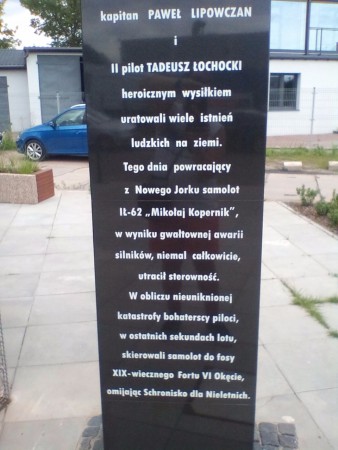 kapitan PAWEŁ LIPOWCZAN
i
II pilot TADEUSZ ŁOCHOCKI
heroicznym wysiłkiem
uratowali wiele istnień
ludzkich na ziemi.
Tego dnia powracający
z Nowego Jorku samolot
IŁ-62 „Mikołaj Kopernik”,
w wyniku gwałtownej awarii
silników, niemal całkowicie,
utracił sterowność.
W obliczu nieuniknionej
katastrofy bohaterscy piloci,
w ostatnich sekundach lotu,
skierowali samolot do fosy
XIX-wiecznego Fortu VI Okęcie,
omijając Schronisko dla Nieletnich.